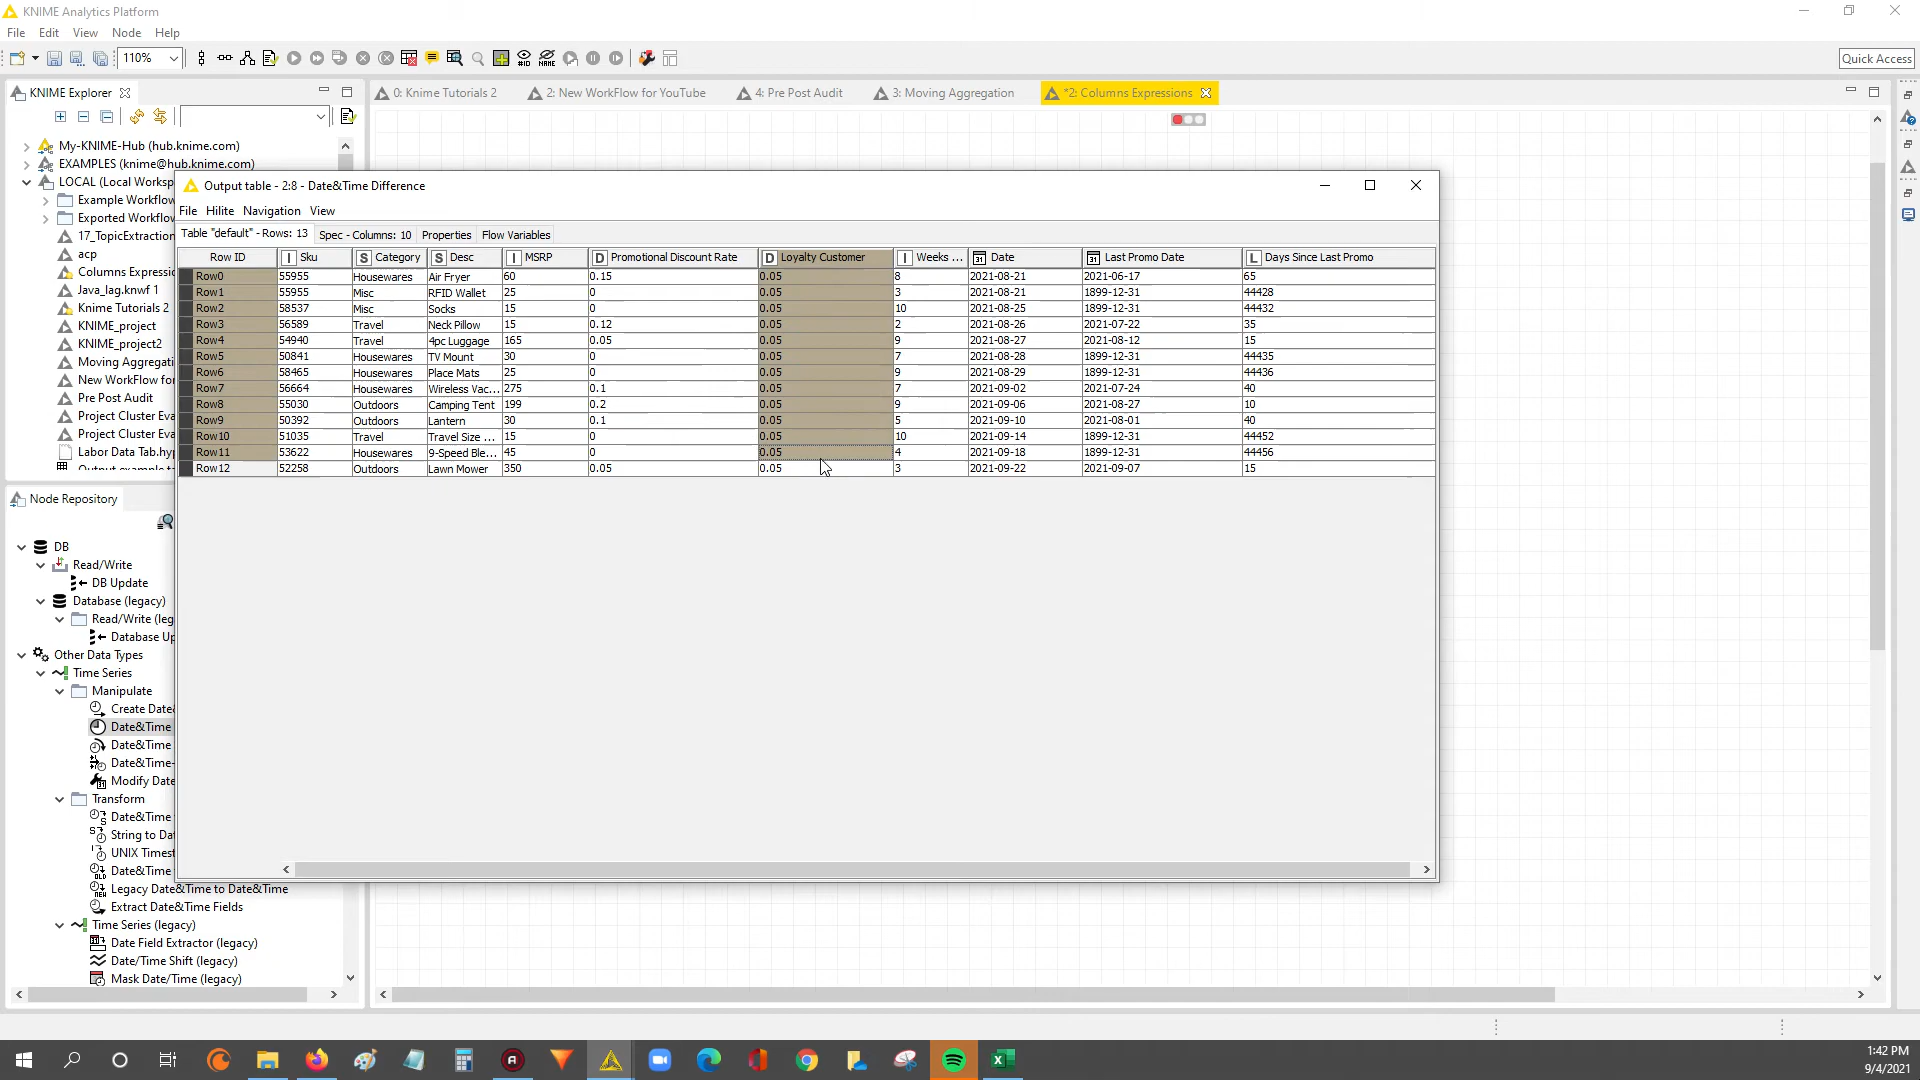 KNIME Analytics Platform
File Edit View Node Help
110%
Quick Access
KNIME Explorer
0: Knime Tutorials 2 2: New WorkFlow for YouTube 4: Pre Post Audit 3: Moving Aggregation *2: Columns Expressions
My-KNIME-Hub (hub.knime.com)
EXAMPLES (knime@hub.knime.com)
LOCAL (Local Worksp
Example Workflow
Exported Workflow
17_TopicExtraction
acp
Columns Expressio
Java_lag.knwf 1
Knime Tutorials 2
KNIME_project
KNIME_project2
Moving Aggregati
New WorkFlow for
Pre Post Audit
Project Cluster Eva
Project Cluster Eva
Labor Data Tab.hyp
Output example t
Output table - 2:8 - Date&Time Difference
File Hilite Navigation View
Table "default" - Rows: 13 Spec - Columns: 10 Properties Flow Variables
Row ID I Sku S Category S Desc I MSRP D Promotional Discount Rate D Loyalty Customer I Weeks ... 31 Date 31 Last Promo Date L Days Since Last Promo
Row0 55955 Housewares Air Fryer 60 0.15 0.05 8 2021-08-21 2021-06-17 65
Row1 55955 Misc RFID Wallet 25 0 0.05 3 2021-08-21 1899-12-31 44428
Row2 58537 Misc Socks 15 0 0.05 10 2021-08-25 1899-12-31 44432
Row3 56589 Travel Neck Pillow 15 0.12 0.05 2 2021-08-26 2021-07-22 35
Row4 54940 Travel 4pc Luggage 165 0.05 0.05 9 2021-08-27 2021-08-12 15
Row5 50841 Housewares TV Mount 30 0 0.05 7 2021-08-28 1899-12-31 44435
Row6 58465 Housewares Place Mats 25 0 0.05 9 2021-08-29 1899-12-31 44436
Row7 56664 Housewares Wireless Vac... 275 0.1 0.05 7 2021-09-02 2021-07-24 40
Row8 55030 Outdoors Camping Tent 199 0.2 0.05 9 2021-09-06 2021-08-27 10
Row9 50392 Outdoors Lantern 30 0.1 0.05 5 2021-09-10 2021-08-01 40
Row10 51035 Travel Travel Size ... 15 0 0.05 10 2021-09-14 1899-12-31 44452
Row11 53622 Housewares 9-Speed Ble... 45 0 0.05 4 2021-09-18 1899-12-31 44456
Row12 52258 Outdoors Lawn Mower 350 0.05 0.05 3 2021-09-22 2021-09-07 15
Node Repository
DB
Read/Write
DB Update
Database (legacy)
Read/Write (leg
Database Up
Other Data Types
Time Series
Manipulate
Create Date&
Date&Time
Date&Time
Date&Time-
Modify Date
Transform
Date&Time
String to Dat
UNIX Timest
Date&Time
Legacy Date&Time to Date&Time
Extract Date&Time Fields
Time Series (legacy)
Date Field Extractor (legacy)
Date/Time Shift (legacy)
Mask Date/Time (legacy)
1:42 PM
9/4/2021